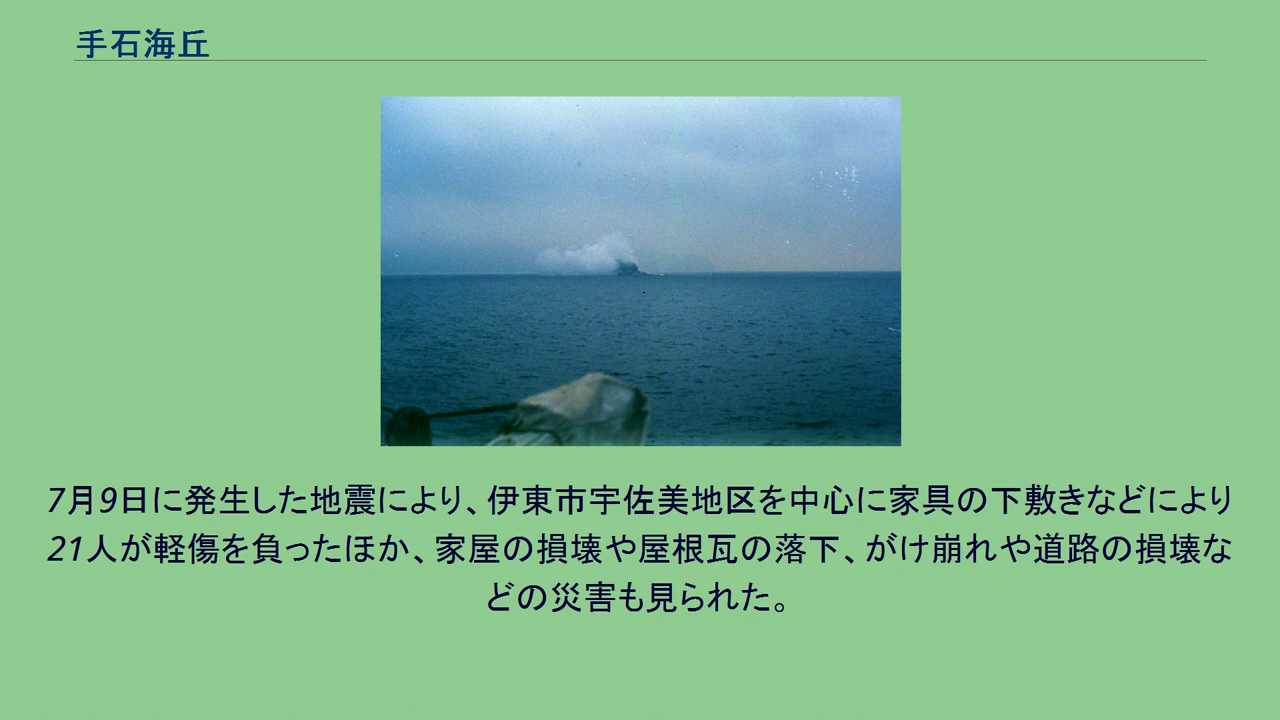 手石海丘
7月9日に発生した地震により、伊東市宇佐美地区を中心に家具の下敷きなどにより
21人が軽傷を負ったほか、家屋の損壊や屋根瓦の落下、がけ崩れや道路の損壊な
どの災害も見られた。